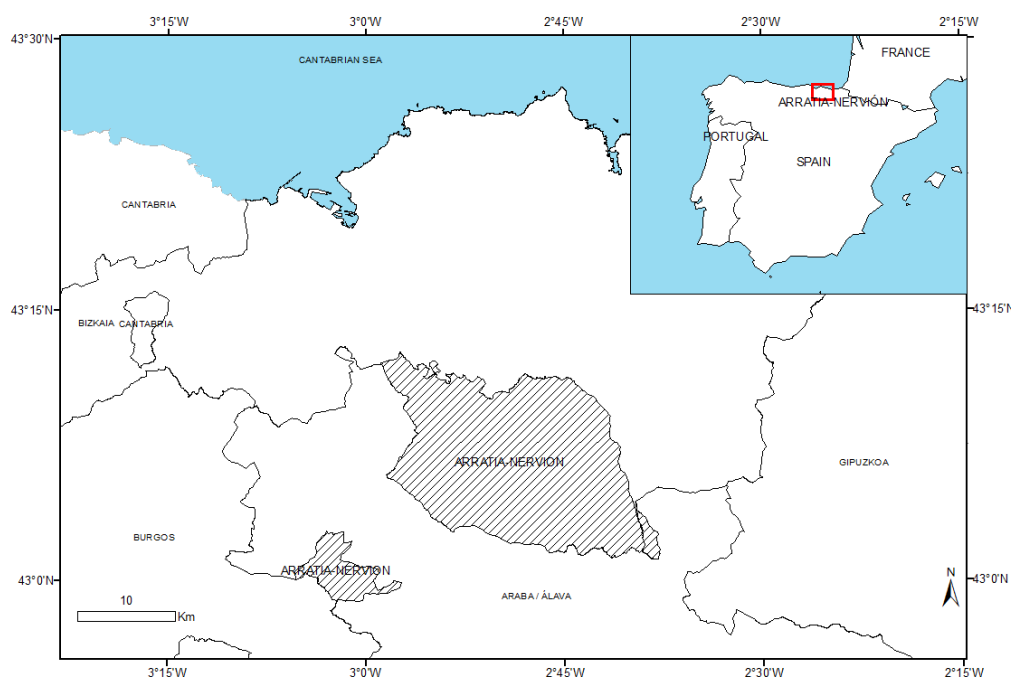 3°15'W
3°0'W
2°45'W
2°30'W
2°15'W
43°30'N
CANTABRIAN SEA
FRANCE
ARRATIA-NERVIÓN
PORTUGAL
SPAIN
CANTABRIA
43°15'N
43°15'N
BIZKAIA
CANTABRIA
ARRATIA-NERVION
GIPUZKOA
BURGOS
ARRATIA-NERVION
43°0'N
43°0'N
N
ARABA / ÁLAVA
10
Km
3°15'W
3°0'W
2°45'W
2°30'W
2°15'W